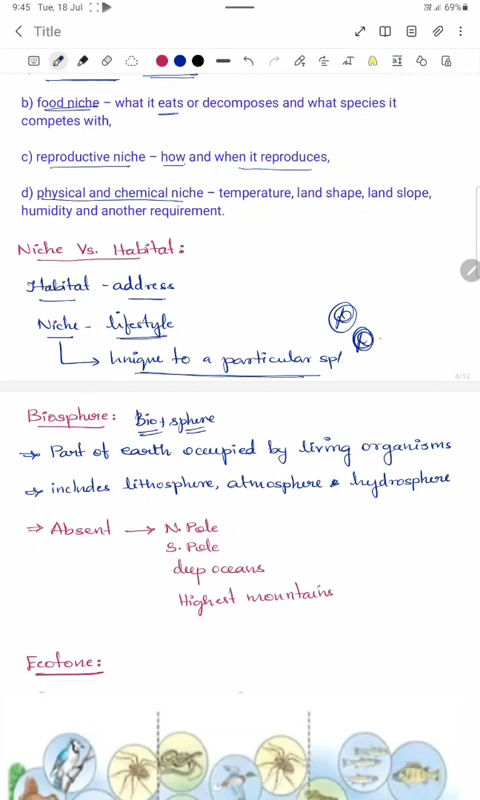 9:45 Tue, 18 Jul
69%
Title
b) food niche – what it eats or decomposes and what species it
competes with,
c) reproductive niche – how and when it reproduces,
d) physical and chemical niche – temperature, land shape, land slope,
humidity and another requirement.
Niche Vs. Habitat:
Habital - address
Niche - lifestyle
→ Unique to a particular sp/.
4/12
Biosphere: Bio + sphere
→ Part of earth occupied by living organisms
→ includes lithosphere, atmosphere & hydrosphere
⇒ Absent → N. Pole
S. Pole
deep oceans
Highest mountains
Ecotone: